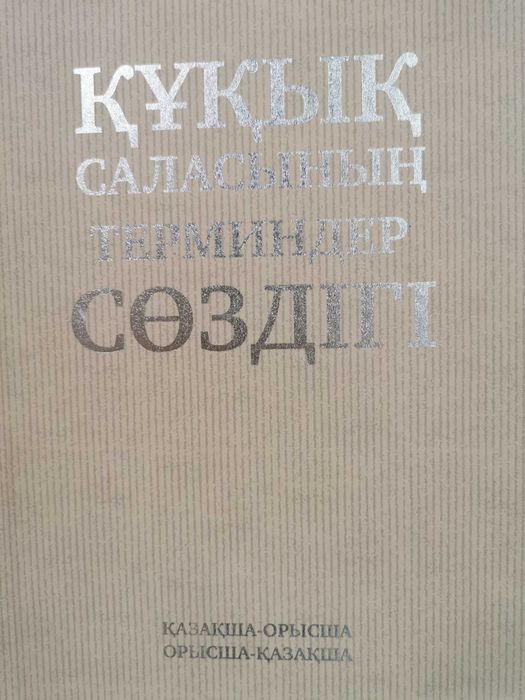 ҚҰҚЫҚ
САЛАСЫНЫҢ
ТЕРМИНДЕР
СӨЗДІГІ
ҚАЗАҚША-ОРЫСША
ОРЫСША-ҚАЗАҚША